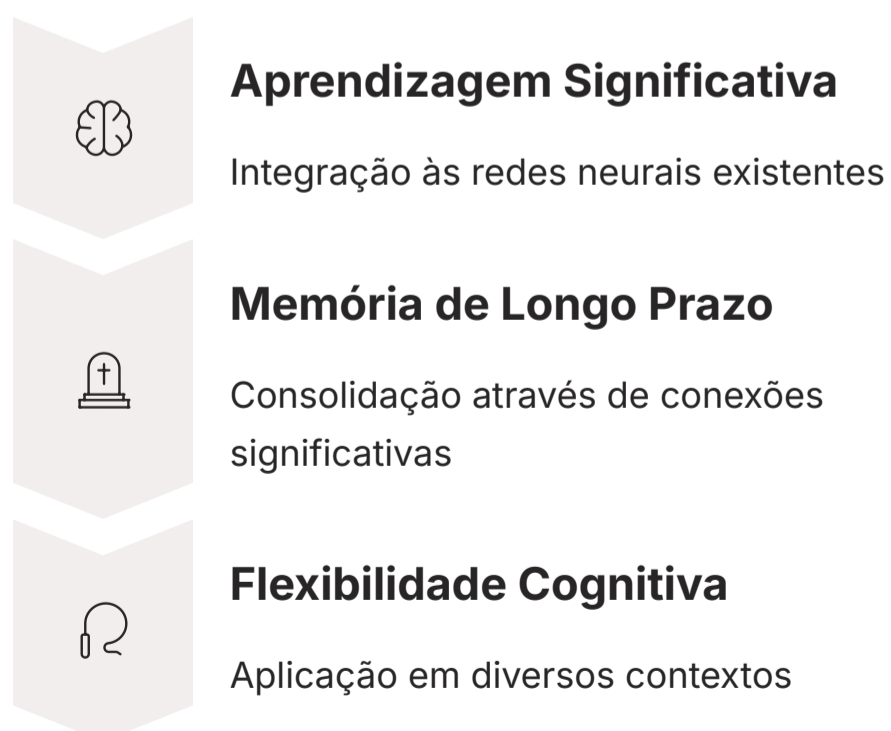 Aprendizagem Significativa
Integração às redes neurais existentes
Memória de Longo Prazo
Consolidação através de conexões
significativas
Flexibilidade Cognitiva
Aplicação em diversos contextos